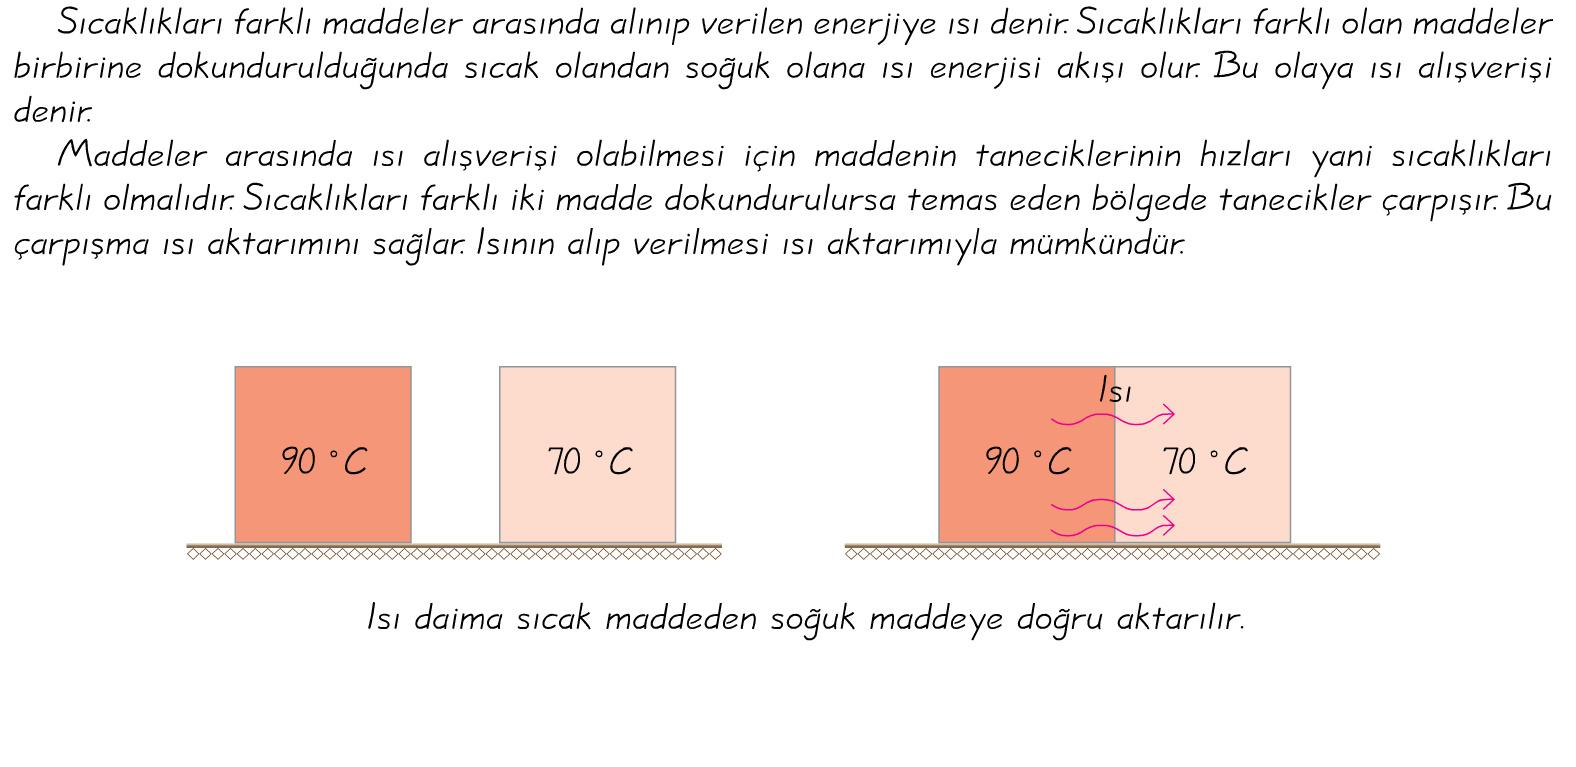 Sıcaklıkları farklı maddeler arasında alınıp verilen enerjiye ısı denir. Sıcaklıkları farklı olan maddeler
birbirine dokundurulduğunda sıcak olandan soğuk olana ısı enerjisi akışı olur. Bu olaya ısı alışverişi
denir.
Maddeler arasında ısı alışverişi olabilmesi için maddenin taneciklerinin hızları yani sıcaklıkları
farklı olmalıdır. Sıcaklıkları farklı iki madde dokundurulursa temas eden bölgede tanecikler çarpışır. Bu
çarpışma ısı aktarımını sağlar. Isının alıp verilmesi ısı aktarımıyla mümkündür.
90 °C
70 °C
Isı
90 °C
70 °C
Isı daima sıcak maddeden soğuk maddeye doğru aktarılır.